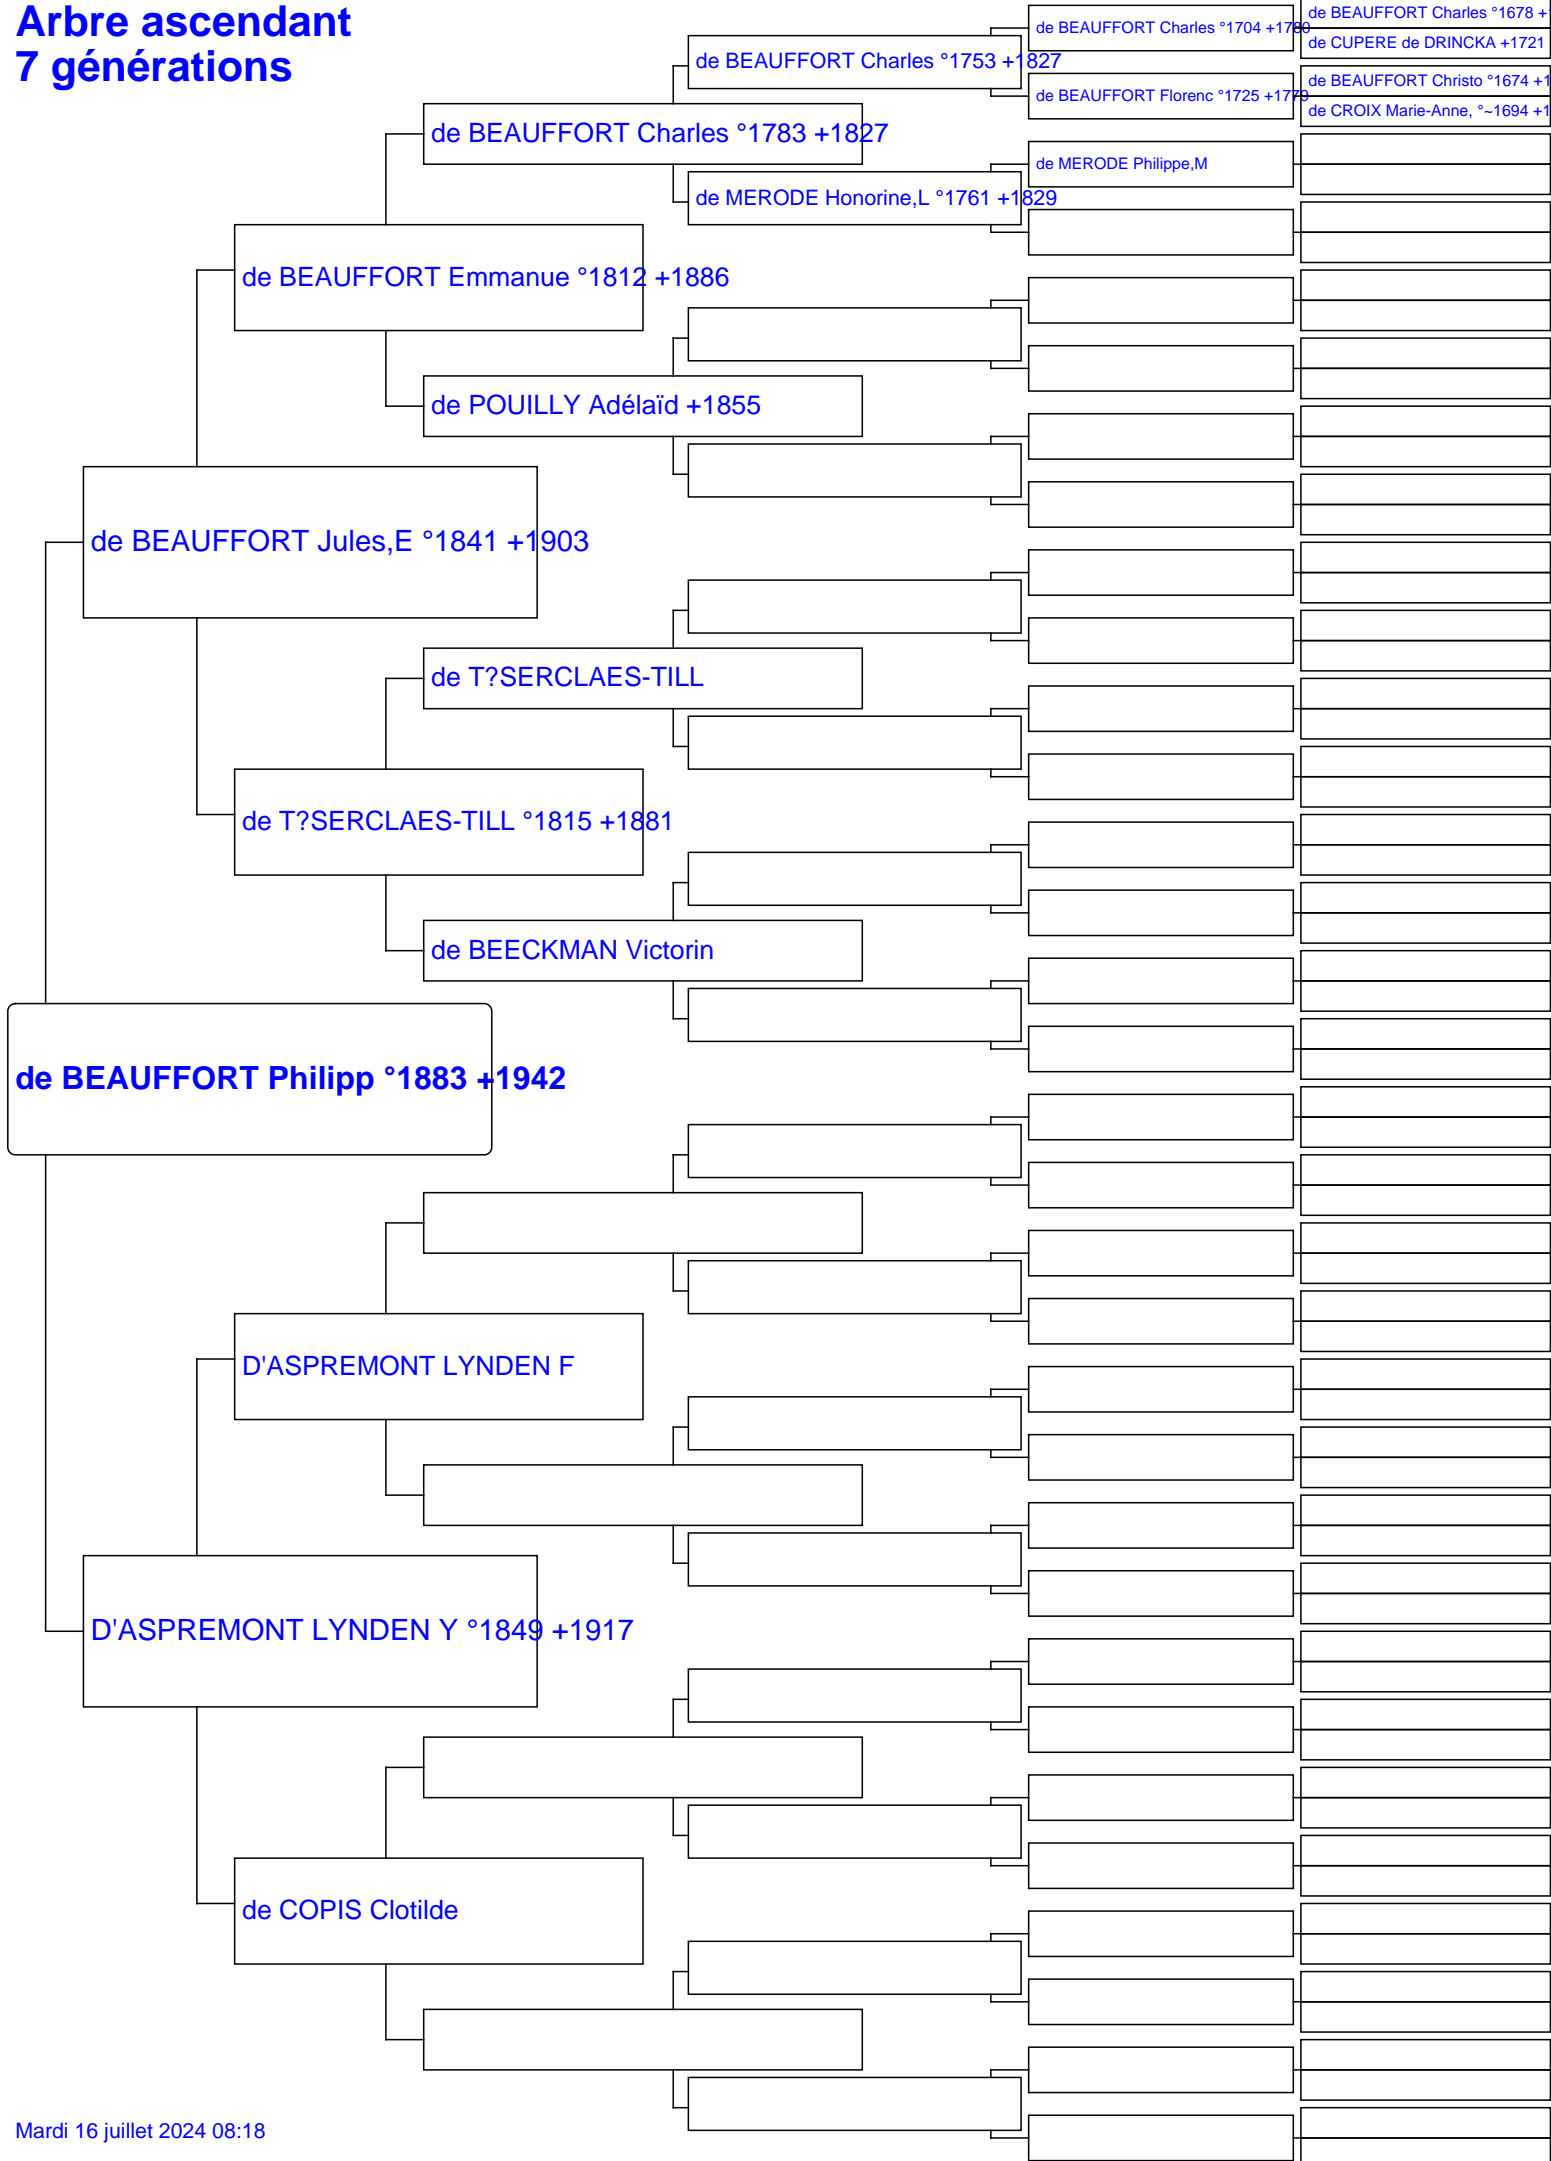 Arbre ascendant
7 générations
de BEAUFFORT Charles °1678 +
de BEAUFFORT Charles °1704 +1780
de CUPERE de DRINCKA +1721
de BEAUFFORT Charles °1753 +1827
de BEAUFFORT Christo °1674 +1
de BEAUFFORT Florenc °1725 +1779
de CROIX Marie-Anne, °~1694 +1
de BEAUFFORT Charles °1783 +1827
de MERODE Philippe,M
de MERODE Honorine,L °1761 +1829
de BEAUFFORT Emmanue °1812 +1886
de POUILLY Adélaïd +1855
de BEAUFFORT Jules,E °1841 +1903
de T?SERCLAES-TILL
de T?SERCLAES-TILL °1815 +1881
de BEECKMAN Victorin
de BEAUFFORT Philipp °1883 +1942
D'ASPREMONT LYNDEN F
D'ASPREMONT LYNDEN Y °1849 +1917
de COPIS Clotilde
Mardi 16 juillet 2024 08:18